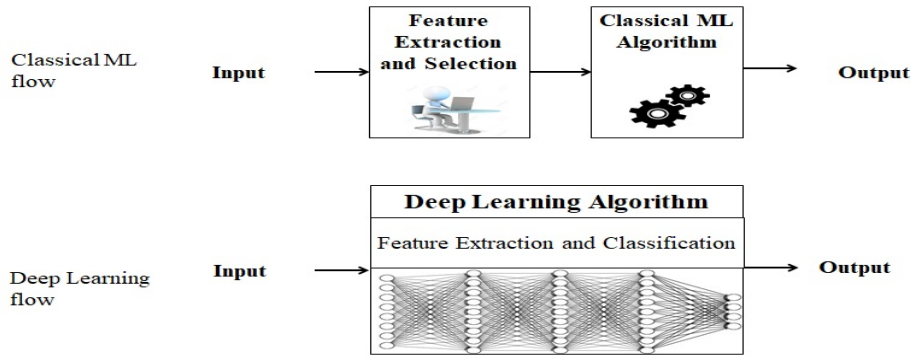 Classical ML
flow
Input
Feature
Extraction
and Selection
Classical ML
Algorithm
Output
Deep Learning
flow
Input
Deep Learning Algorithm
Feature Extraction and Classification
Output